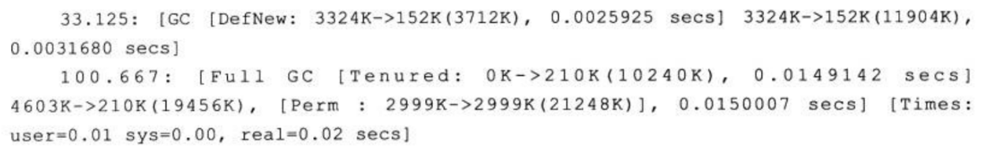 33.125: [GC [DefNew: 3324K->152K(3712K), 0.0025925 secs] 3324K->152K(11904K),
0.0031680 secs]
100.667: [Full GC [Tenured: 0K->210K(10240K), 0.0149142 secs]
4603K->210K(19456K), [Perm : 2999K->2999K(21248K)], 0.0150007 secs] [Times:
user=0.01 sys=0.00, real=0.02 secs]